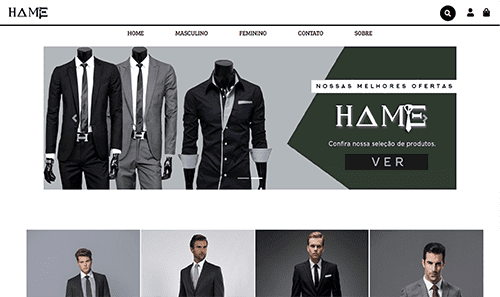 HAME
HOME MASCULINO FEMININO CONTATO SOBRE
NOSSAS MELHORES OFERTAS
HAME
Confira nossa seleção de produtos.
VER